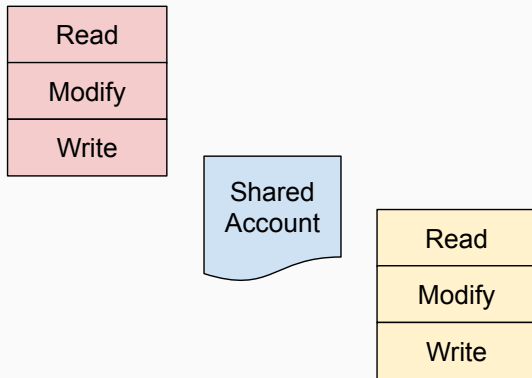 Read
Modify
Write
Shared
Account
Read
Modify
Write